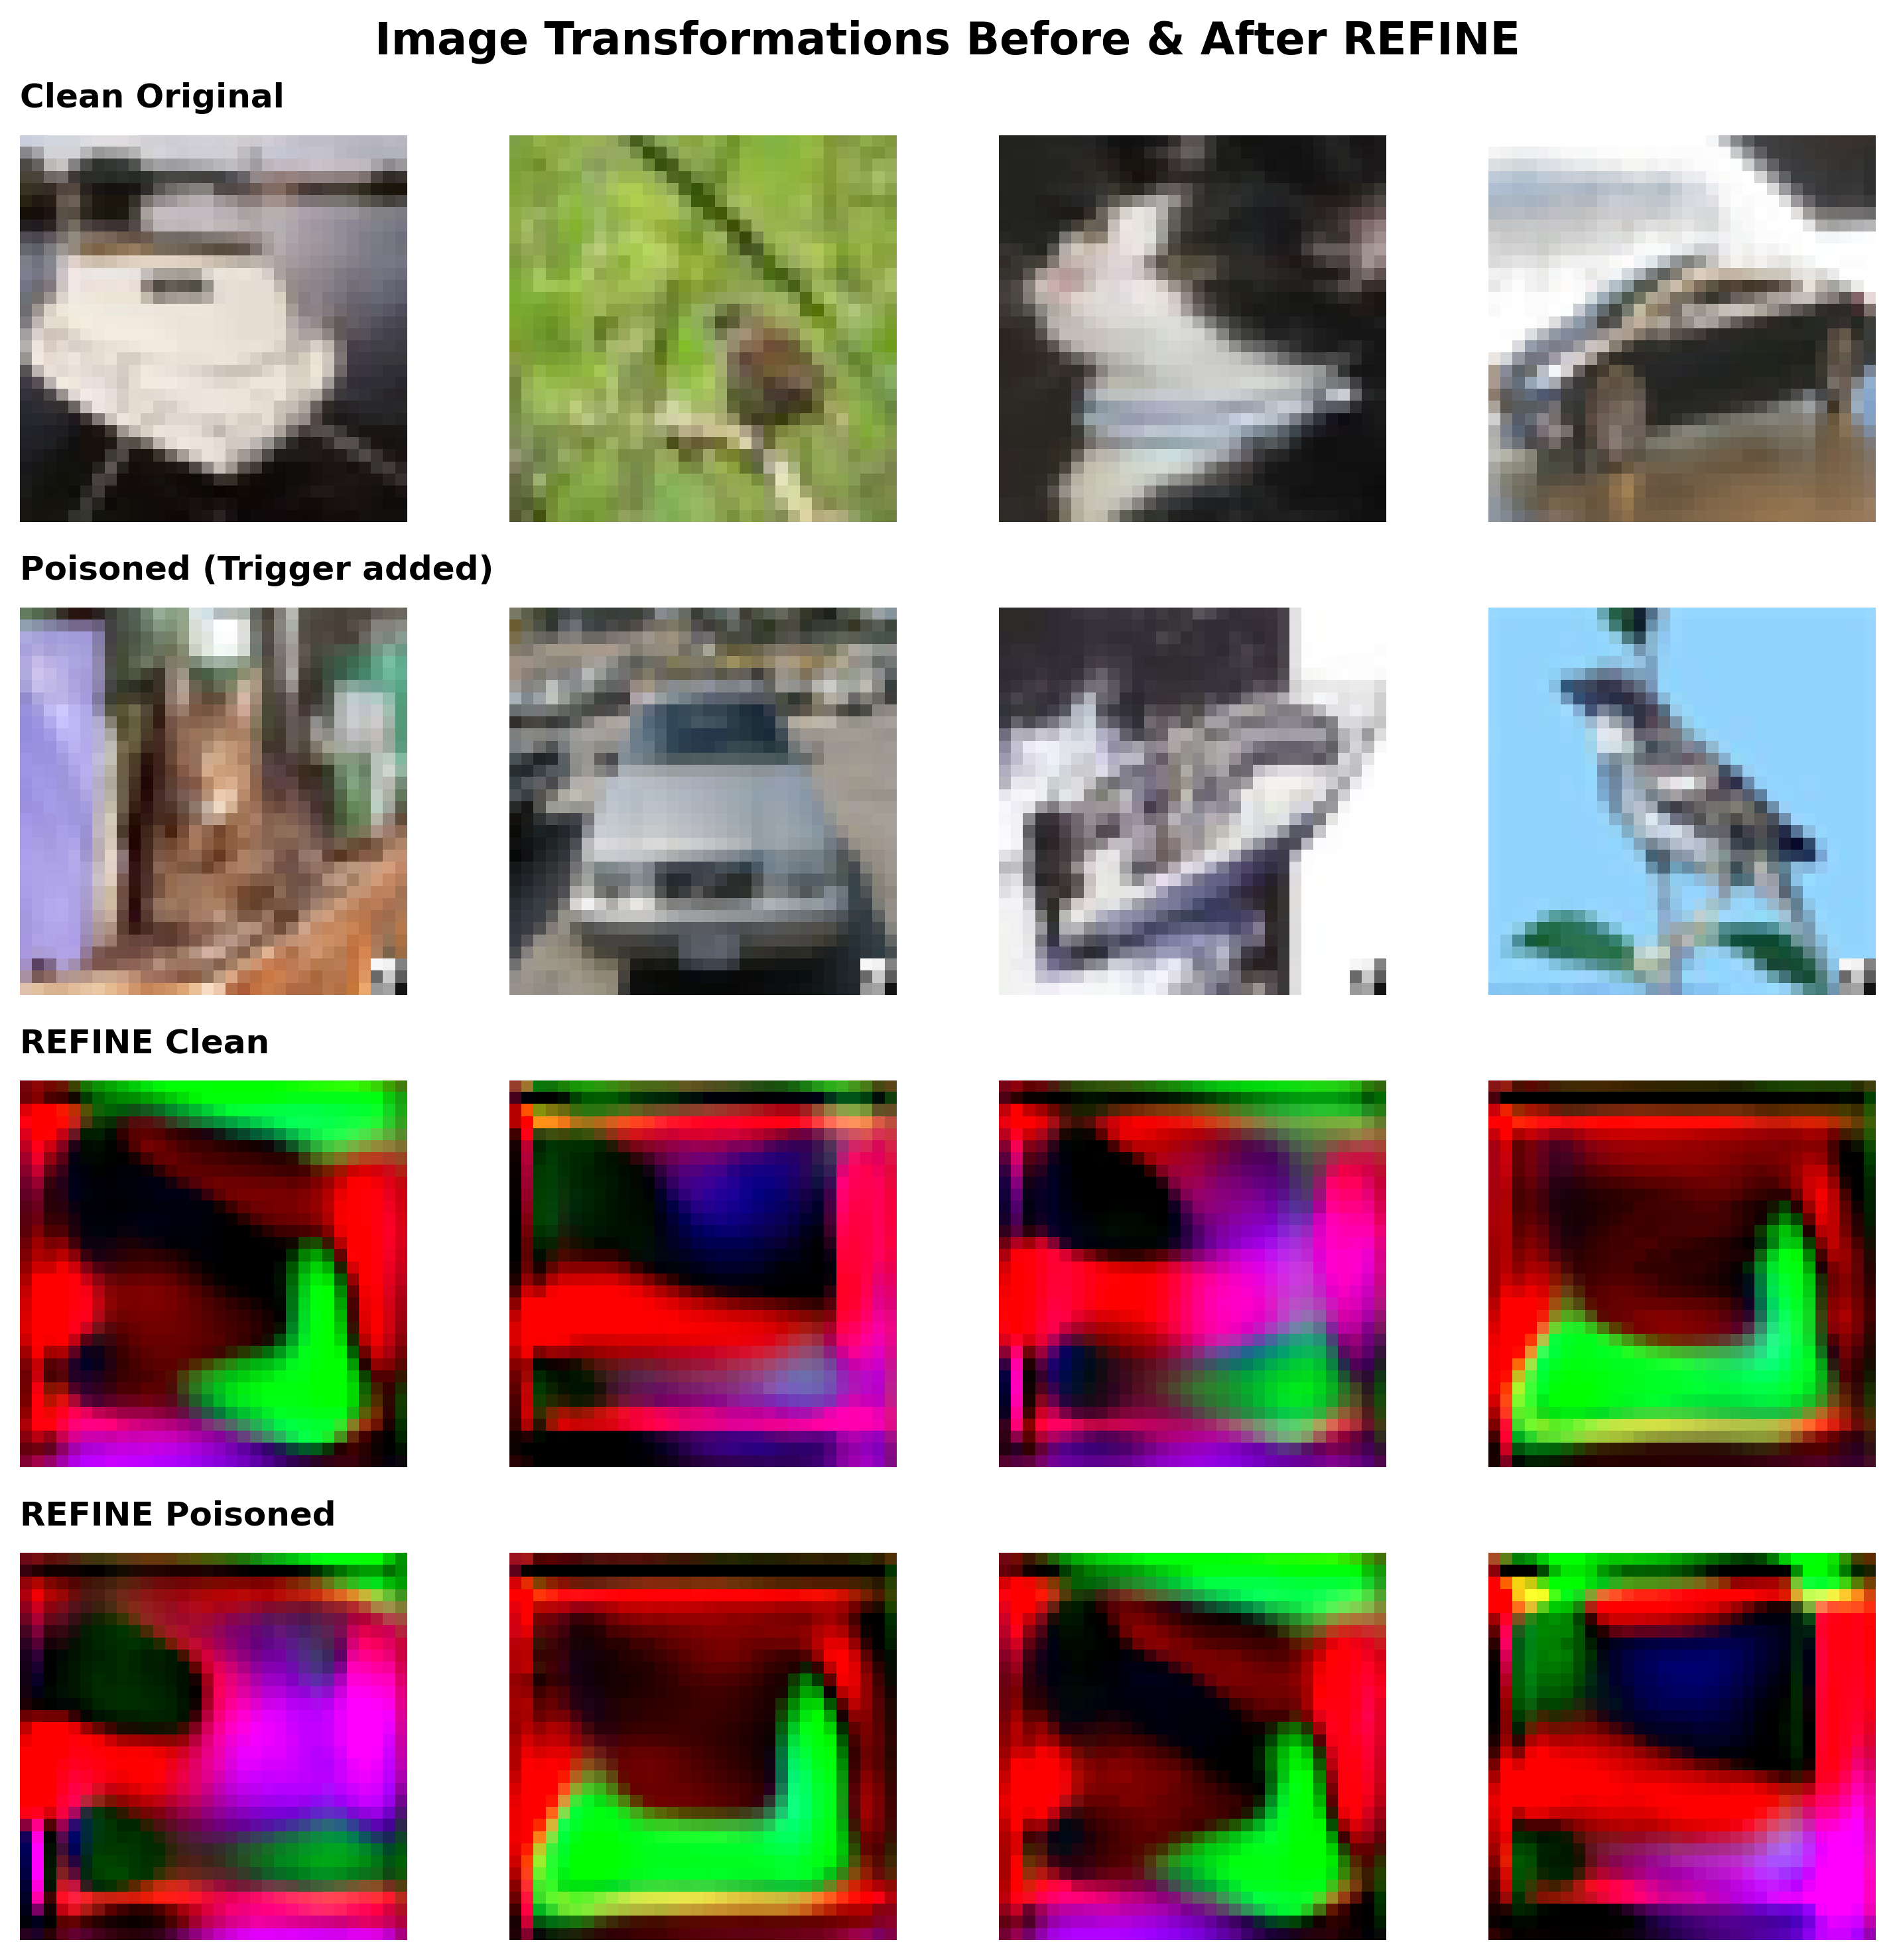 Image Transformations Before & After REFINE
Clean Original
Poisoned (Trigger added)
REFINE Clean
REFINE Poisoned